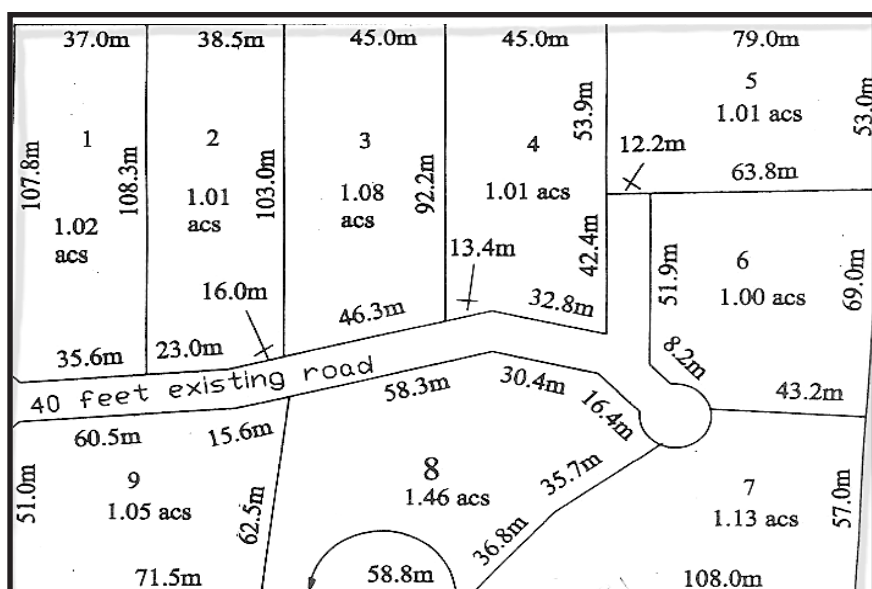 37.0m
38.5m
45.0m
45.0m
79.0m
107.8m
1
1.02
acs
108.3m
2
1.01
acs
103.0m
3
1.08
acs
92.2m
4
1.01 acs
53.9m
42.4m
5
1.01 acs
53.0m
12.2m
63.8m
6
1.00 acs
51.9m
69.0m
8.2m
43.2m
35.6m
23.0m
16.0m
46.3m
13.4m
32.8m
40 feet existing road
60.5m
15.6m
58.3m
30.4m
16.4m
51.0m
9
1.05 acs
62.5m
71.5m
8
1.46 acs
35.7m
36.8m
58.8m
7
1.13 acs
57.0m
108.0m